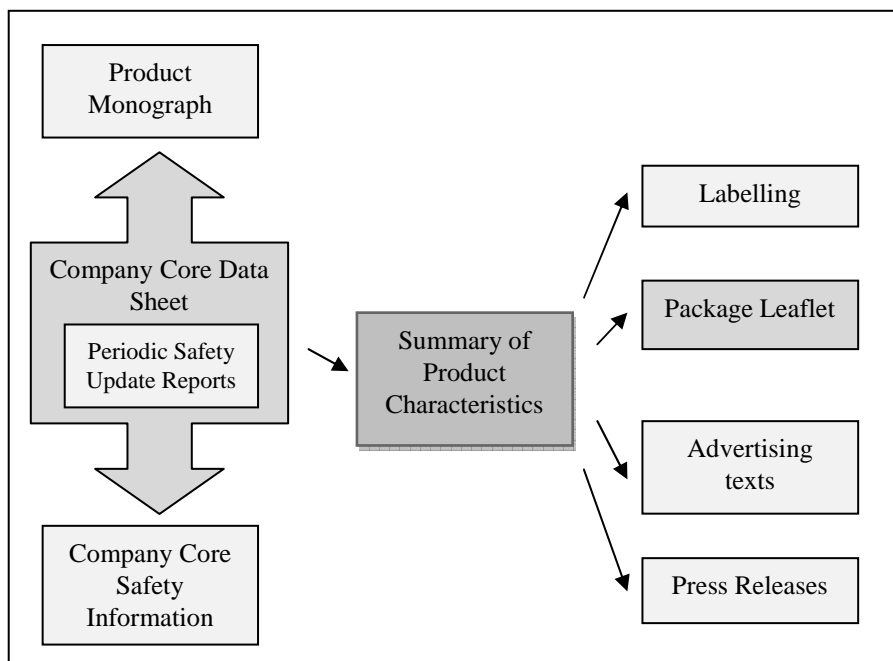 Product
Monograph
Company Core Data
Sheet
Periodic Safety
Update Reports
Company Core
Safety
Information
Summary of
Product
Characteristics
Labelling
Package Leaflet
Advertising
texts
Press Releases